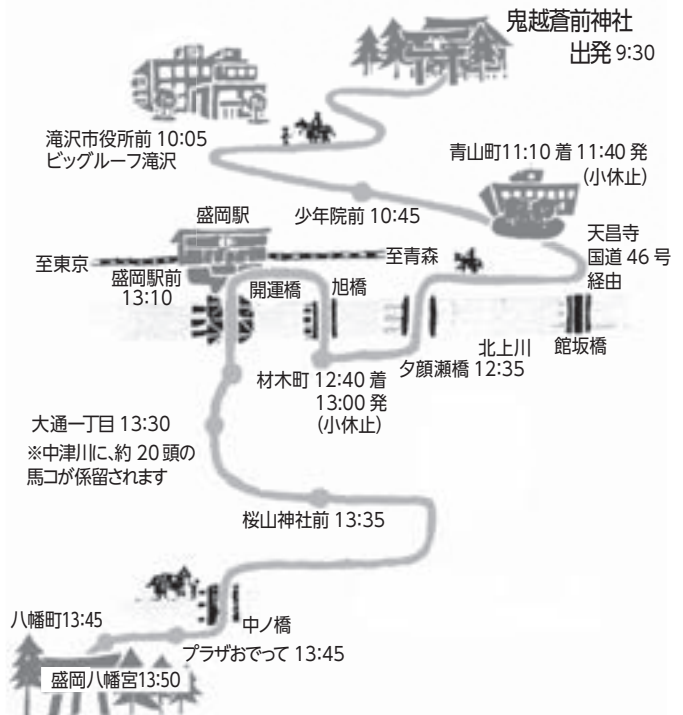 鬼越蒼前神社
出発 9:30
滝沢市役所前 10:05
ビッグルーフ滝沢
青山町11:10 着 11:40 発
(小休止)
少年院前 10:45
盛岡駅
天昌寺
国道 46 号
経由
至東京
至青森
盛岡駅前
13:10
開運橋
旭橋
北上川
館坂橋
夕顔瀬橋 12:35
材木町 12:40 着
13:00 発
(小休止)
大通一丁目 13:30
※中津川に、約 20 頭の
馬コが係留されます
桜山神社前 13:35
八幡町13:45
中ノ橋
プラザおでって 13:45
盛岡八幡宮13:50